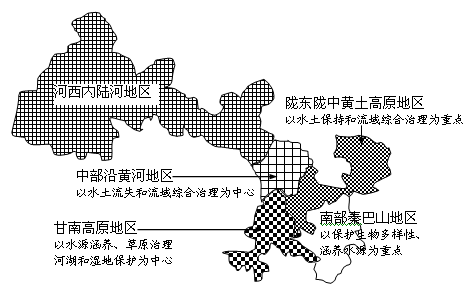 河西内陆河地区
陇东陇中黄土高原地区
以水土保持和流域综合治理为重点
中部沿黄河地区
以水土流失和流域综合治理为中心
甘南高原地区
以水源涵养、草原治理
河湖和湿地保护为中心
南部秦巴山地区
以保护生物多样性、
涵养水源为重点